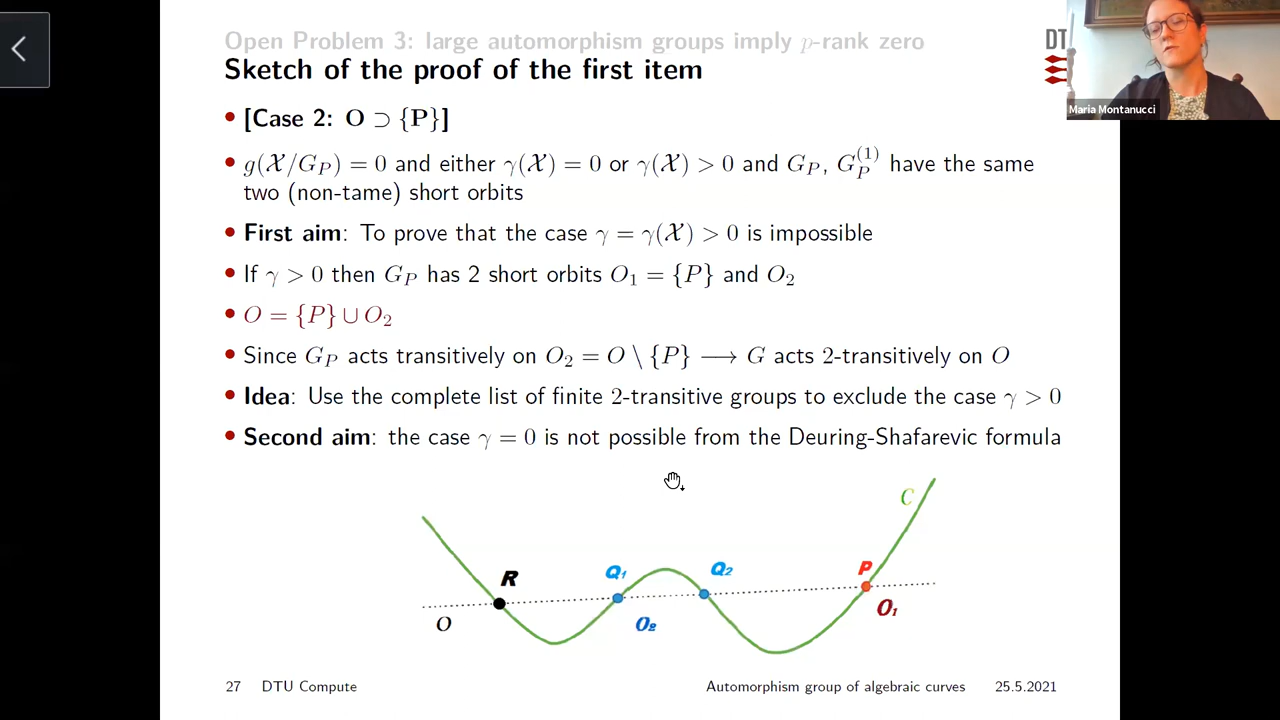 Open Problem 3: large automorphism groups imply p-rank zero
Sketch of the proof of the first item
DT
Maria Montanucci
• [Case 2: O ⊃ {P}]
• g(𝒳/G_P) = 0 and either γ(𝒳) = 0 or γ(𝒳) > 0 and G_P, G_P^(1) have the same
two (non-tame) short orbits
• First aim: To prove that the case γ = γ(𝒳) > 0 is impossible
• If γ > 0 then G_P has 2 short orbits O_1 = {P} and O_2
• O = {P} ∪ O_2
• Since G_P acts transitively on O_2 = O \ {P} ⟶ G acts 2-transitively on O
• Idea: Use the complete list of finite 2-transitive groups to exclude the case γ > 0
• Second aim: the case γ = 0 is not possible from the Deuring-Shafarevic formula
C
R
Q₁
Q₂
P
O
O₂
O₁
27 DTU Compute
Automorphism group of algebraic curves 25.5.2021